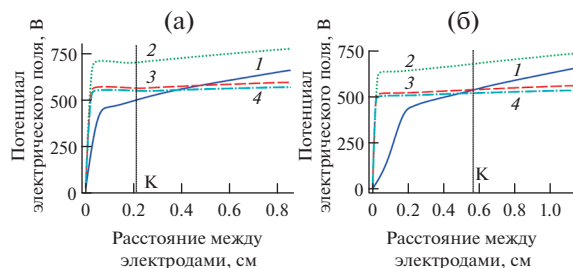 (а)
(б)
Потенциал
электрического поля, В
750
500
250
0
2
1
3
4
K
0
0.2
0.4
0.6
0.8
Расстояние между
электродами, см
Потенциал
электрического поля, В
750
500
250
0
2
1
3
4
K
0
0.2
0.4
0.6
0.8
1.0
Расстояние между
электродами, см